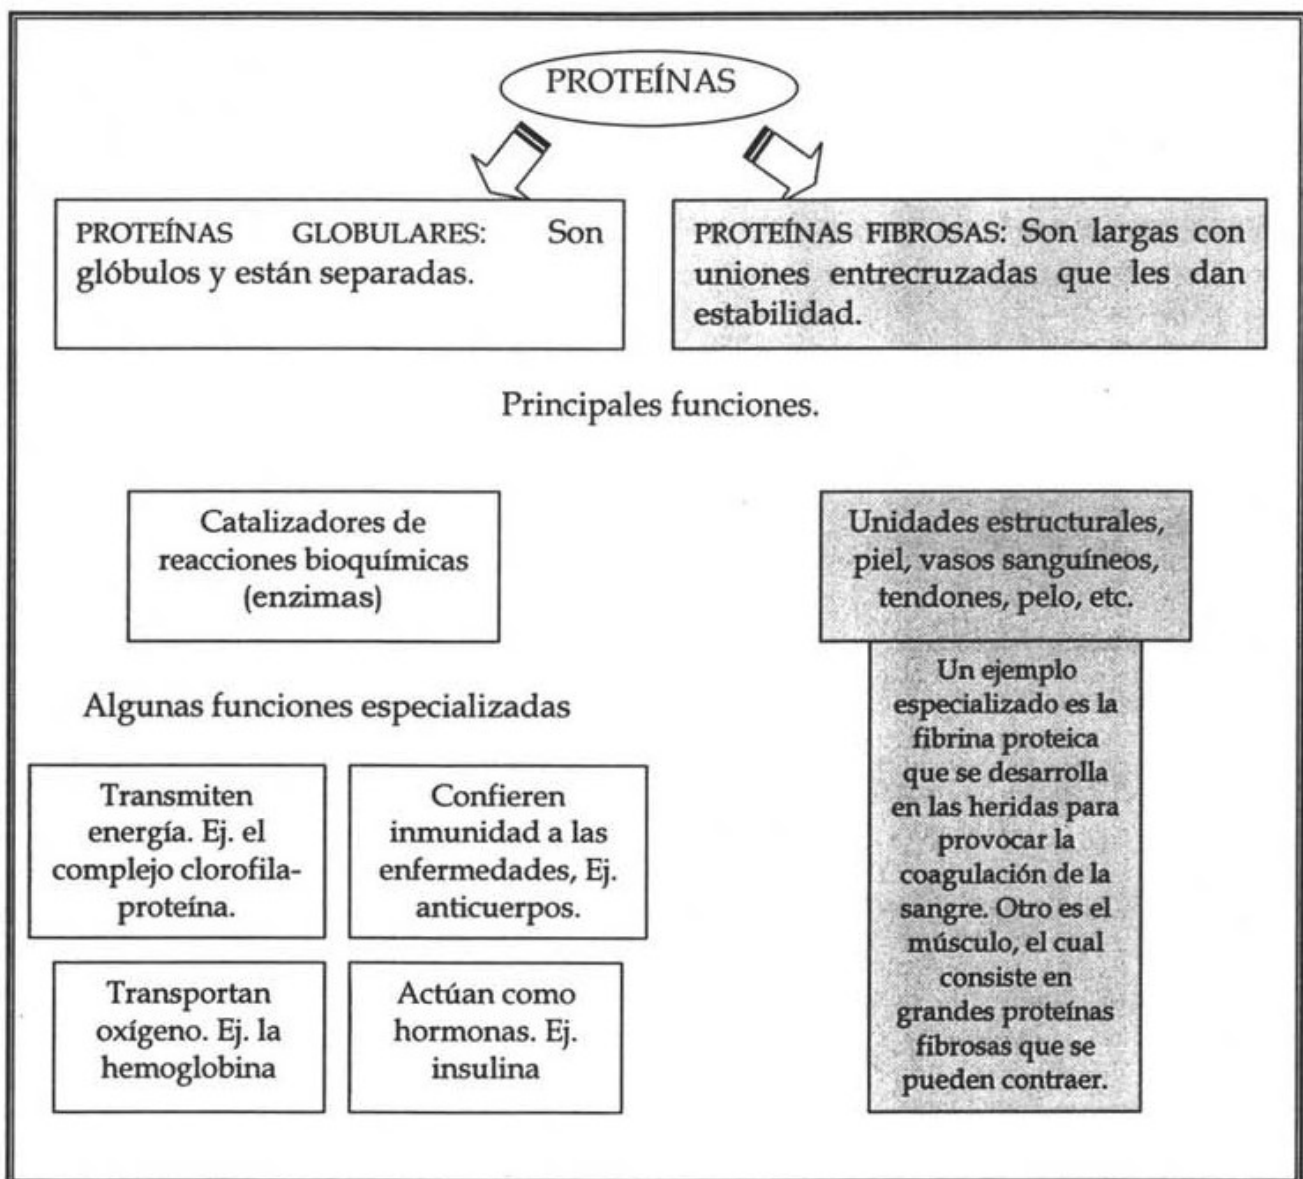 PROTEÍNAS
PROTEÍNAS GLOBULARES: Son
glóbulos y están separadas.
PROTEÍNAS FIBROSAS: Son largas con
uniones entrecruzadas que les dan
estabilidad.
Principales funciones.
Catalizadores de
reacciones bioquímicas
(enzimas)
Unidades estructurales,
piel, vasos sanguíneos,
tendones, pelo, etc.
Algunas funciones especializadas
Transmiten
energía. Ej. el
complejo clorofila-
proteína.
Confieren
inmunidad a las
enfermedades, Ej.
anticuerpos.
Transportan
oxígeno. Ej. la
hemoglobina
Actúan como
hormonas. Ej.
insulina
Un ejemplo
especializado es la
fibrina proteica
que se desarrolla
en las heridas para
provocar la
coagulación de la
sangre. Otro es el
músculo, el cual
consiste en
grandes proteínas
fibrosas que se
pueden contraer.